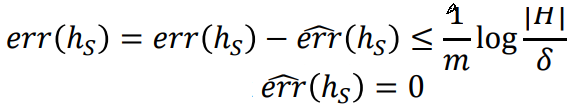 err(h_S) = err(h_S) − \widehat{err}(h_S) ≤ \frac{1}{m} log \frac{|H|}{δ}
\widehat{err}(h_S) = 0